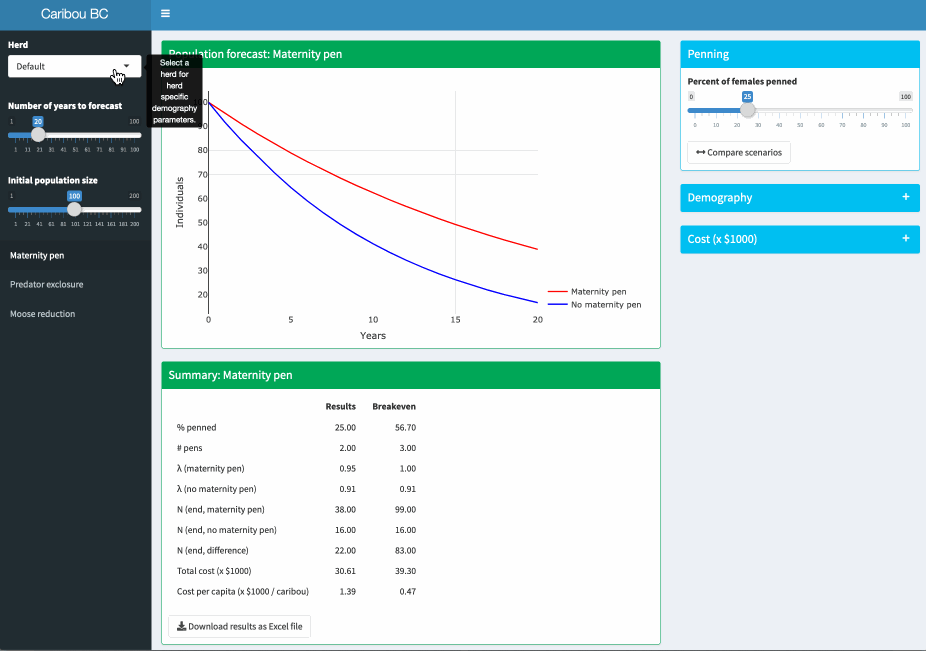 Caribou BC
Herd
Default
Select a
herd for
herd
specific
demography
parameters.
Number of years to forecast
1 20 100
1 11 21 31 41 51 61 71 81 91 100
Initial population size
1 100 200
1 21 41 61 81 101 121 141 161 181 200
Maternity pen
Predator exclosure
Moose reduction
Population forecast: Maternity pen
Individuals
90
80
70
60
50
40
30
20
0 5 10 15 20
Years
Maternity pen
No maternity pen
Summary: Maternity pen
Results Breakeven
% penned 25.00 56.70
# pens 2.00 3.00
λ (maternity pen) 0.95 1.00
λ (no maternity pen) 0.91 0.91
N (end, maternity pen) 38.00 99.00
N (end, no maternity pen) 16.00 16.00
N (end, difference) 22.00 83.00
Total cost (x $1000) 30.61 39.30
Cost per capita (x $1000 / caribou) 1.39 0.47
Download results as Excel file
Penning
Percent of females penned
0 25 100
0 10 20 30 40 50 60 70 80 90 100
Compare scenarios
Demography +
Cost (x $1000) +